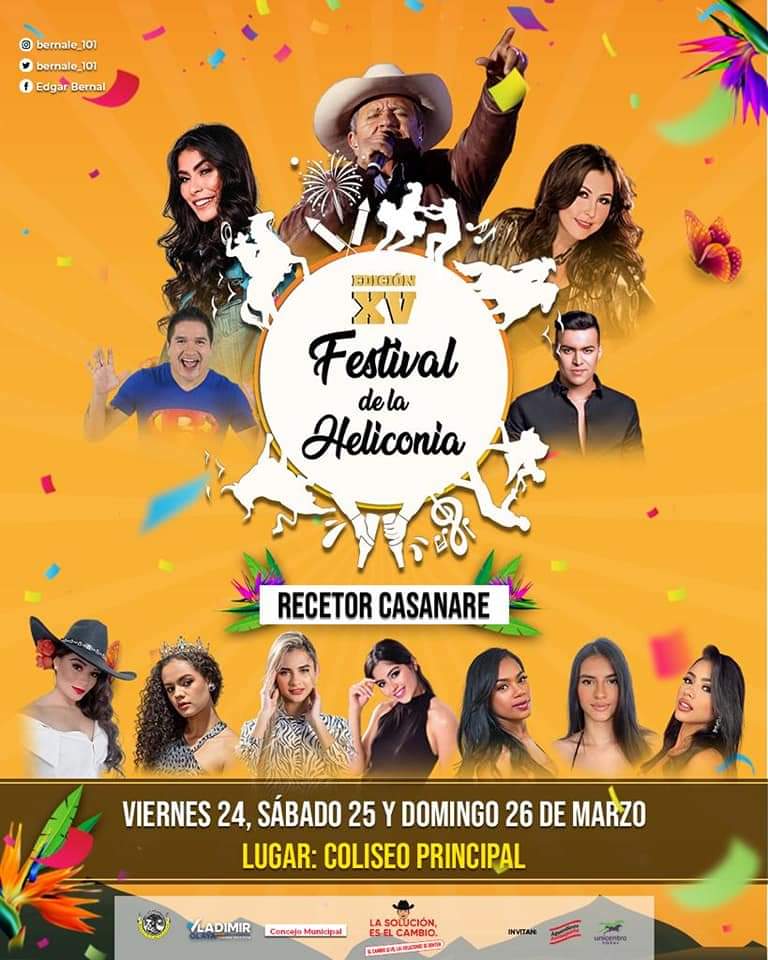 bernale_101
bernale_101
Edgar Bernal
EDICIÓN
XV
Festival
de la
Heliconia
RECETOR CASANARE
VIERNES 24, SÁBADO 25 Y DOMINGO 26 DE MARZO
LUGAR: COLISEO PRINCIPAL
VLADIMIR
OLAYA
Concejo Municipal
LA SOLUCIÓN,
ES EL CAMBIO.
INVITAN:
unicentro